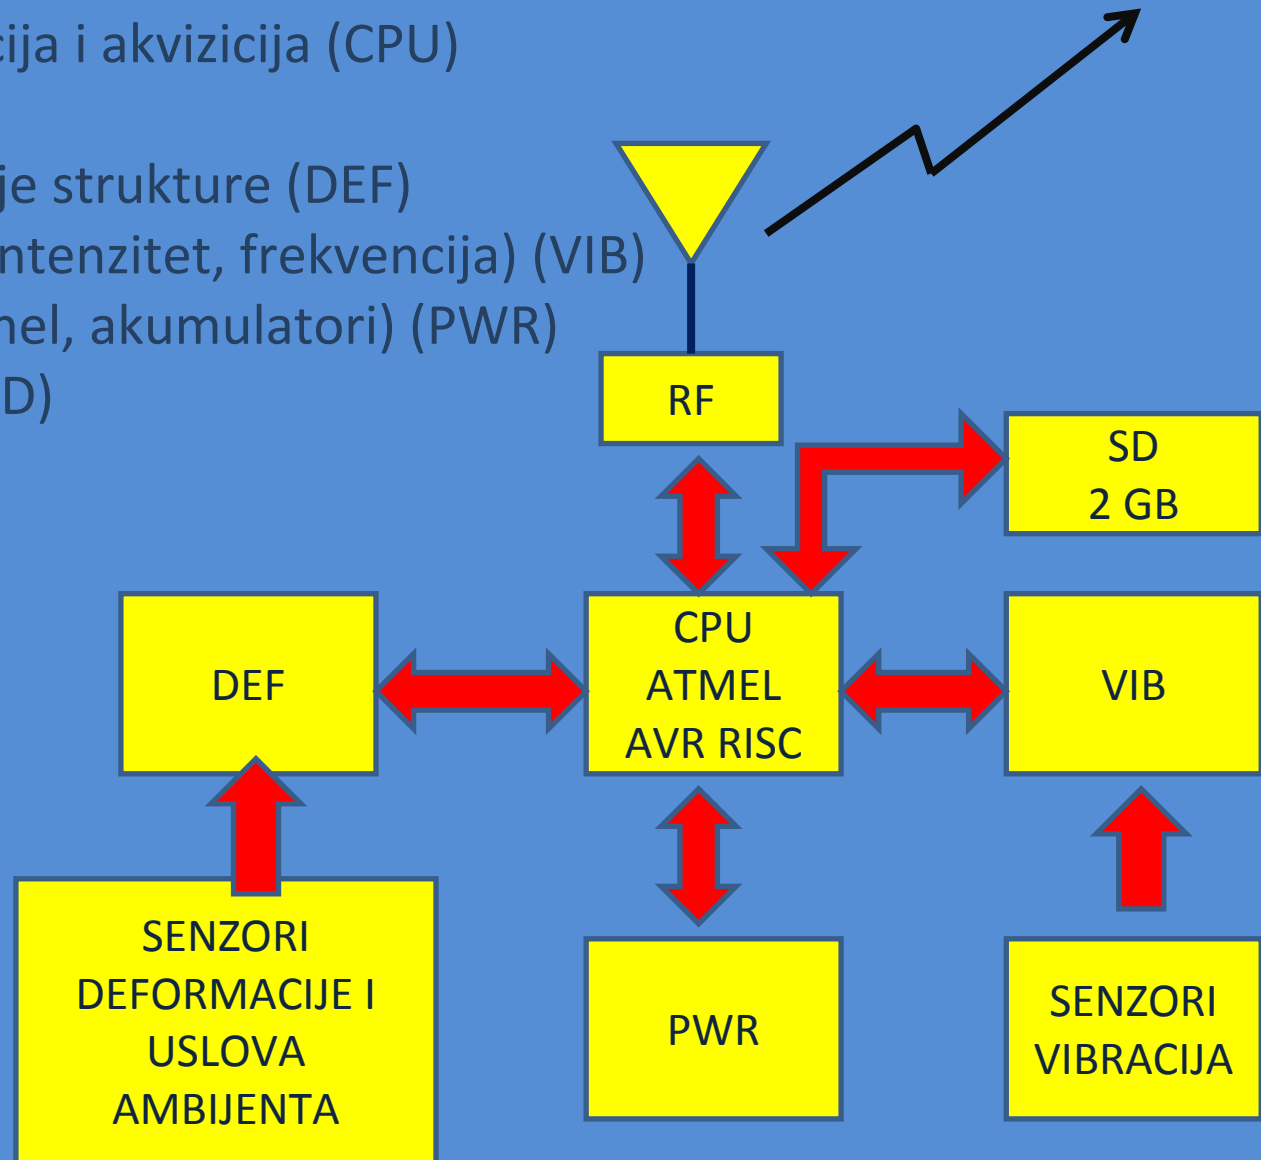 cija i akvizicija (CPU)
je strukture (DEF)
ntenzitet, frekvencija) (VIB)
nel, akumulatori) (PWR)
D)
RF
SD
2 GB
DEF
CPU
ATMEL
AVR RISC
VIB
SENZORI
DEFORMACIJE I
USLOVA
AMBIJENTA
PWR
SENZORI
VIBRACIJA